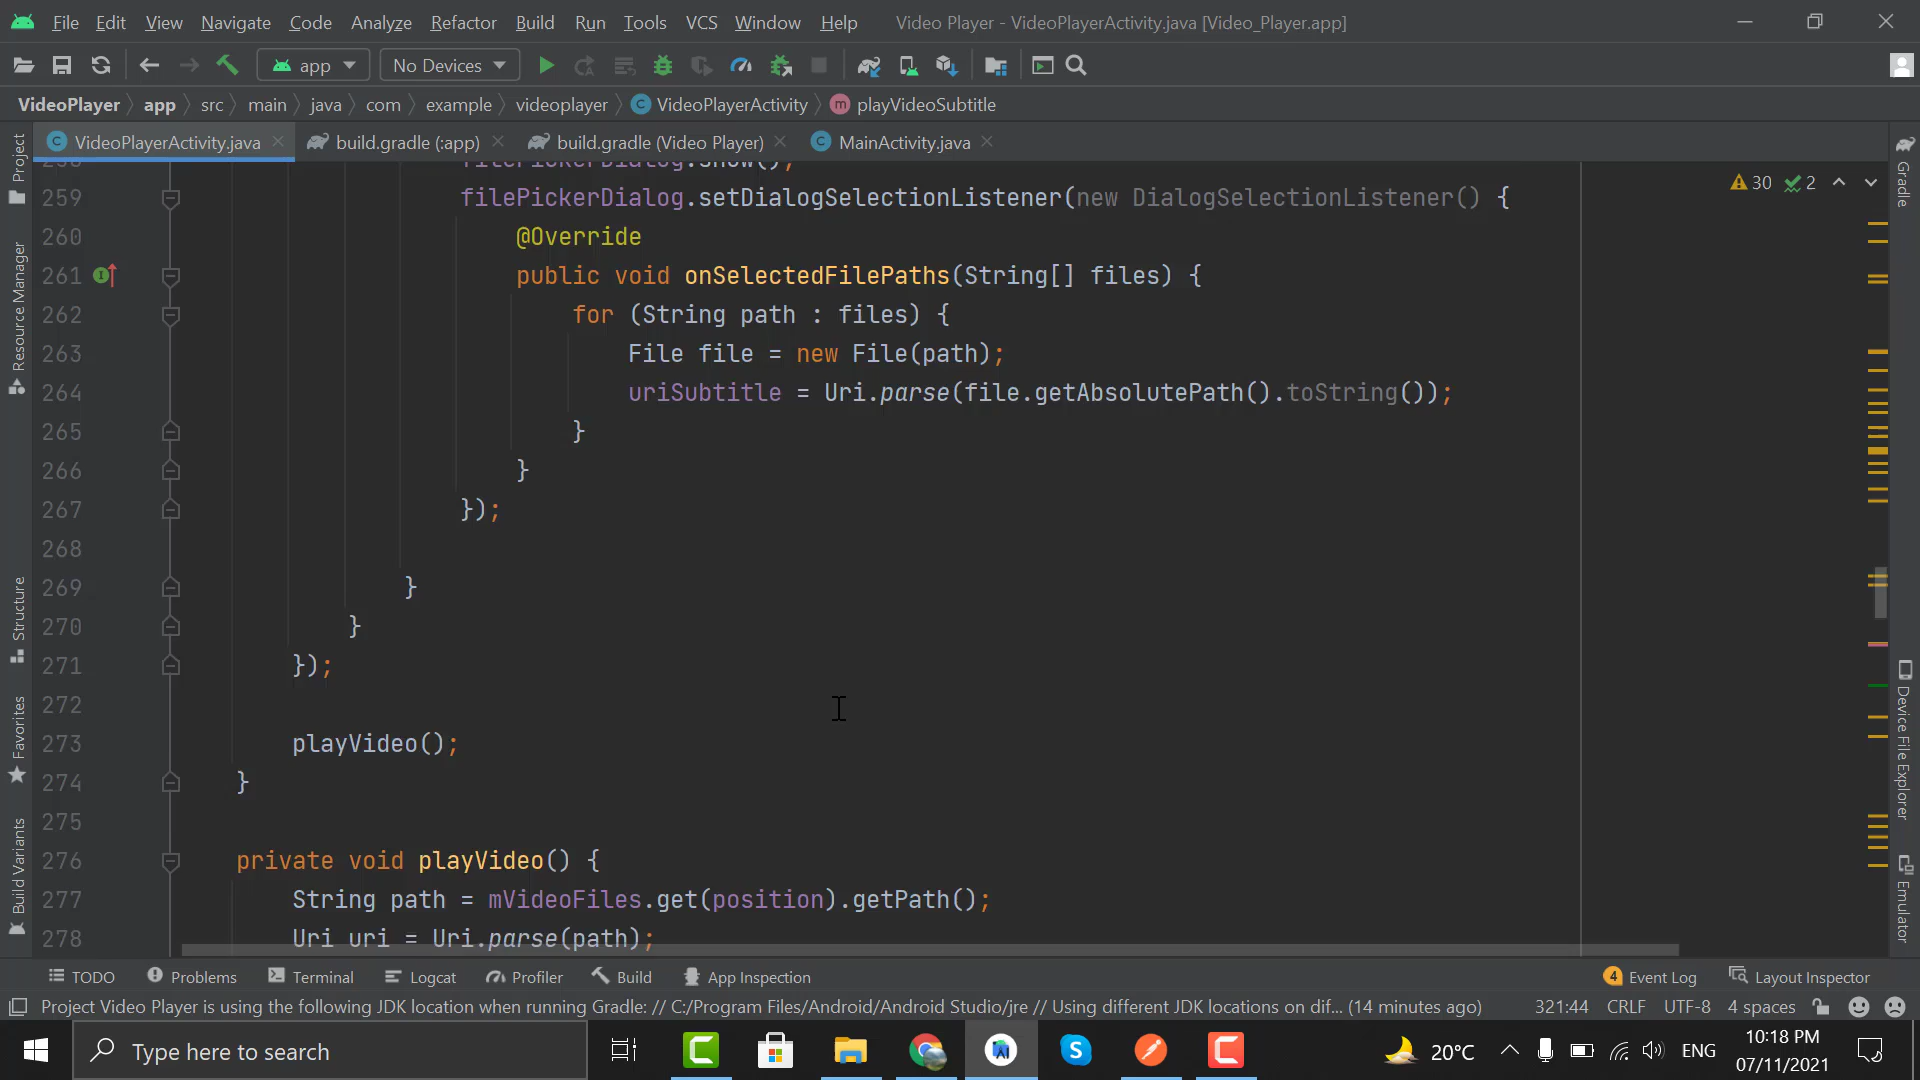 File Edit View Navigate Code Analyze Refactor Build Run Tools VCS Window Help Video Player - VideoPlayerActivity.java [Video_Player.app]
app No Devices
VideoPlayer app src main java com example videoplayer VideoPlayerActivity playVideoSubtitle
VideoPlayerActivity.java build.gradle (:app) build.gradle (Video Player) MainActivity.java
30 2
259 filePickerDialog.setDialogSelectionListener(new DialogSelectionListener() {
260 @Override
261 public void onSelectedFilePaths(String[] files) {
262 for (String path : files) {
263 File file = new File(path);
264 uriSubtitle = Uri.parse(file.getAbsolutePath().toString());
265 }
266 }
267 });
268
269 }
270 }
271 });
272
273 playVideo();
274 }
275
276 private void playVideo() {
277 String path = mVideoFiles.get(position).getPath();
278 Uri uri = Uri.parse(path);
Project
Resource Manager
Structure
Favorites
Build Variants
Gradle
Device File Explorer
Emulator
TODO Problems Terminal Logcat Profiler Build App Inspection 4 Event Log Layout Inspector
Project Video Player is using the following JDK location when running Gradle: // C:/Program Files/Android/Android Studio/jre // Using different JDK locations on dif... (14 minutes ago) 321:44 CRLF UTF-8 4 spaces
Type here to search
20°C ENG
10:18 PM
07/11/2021